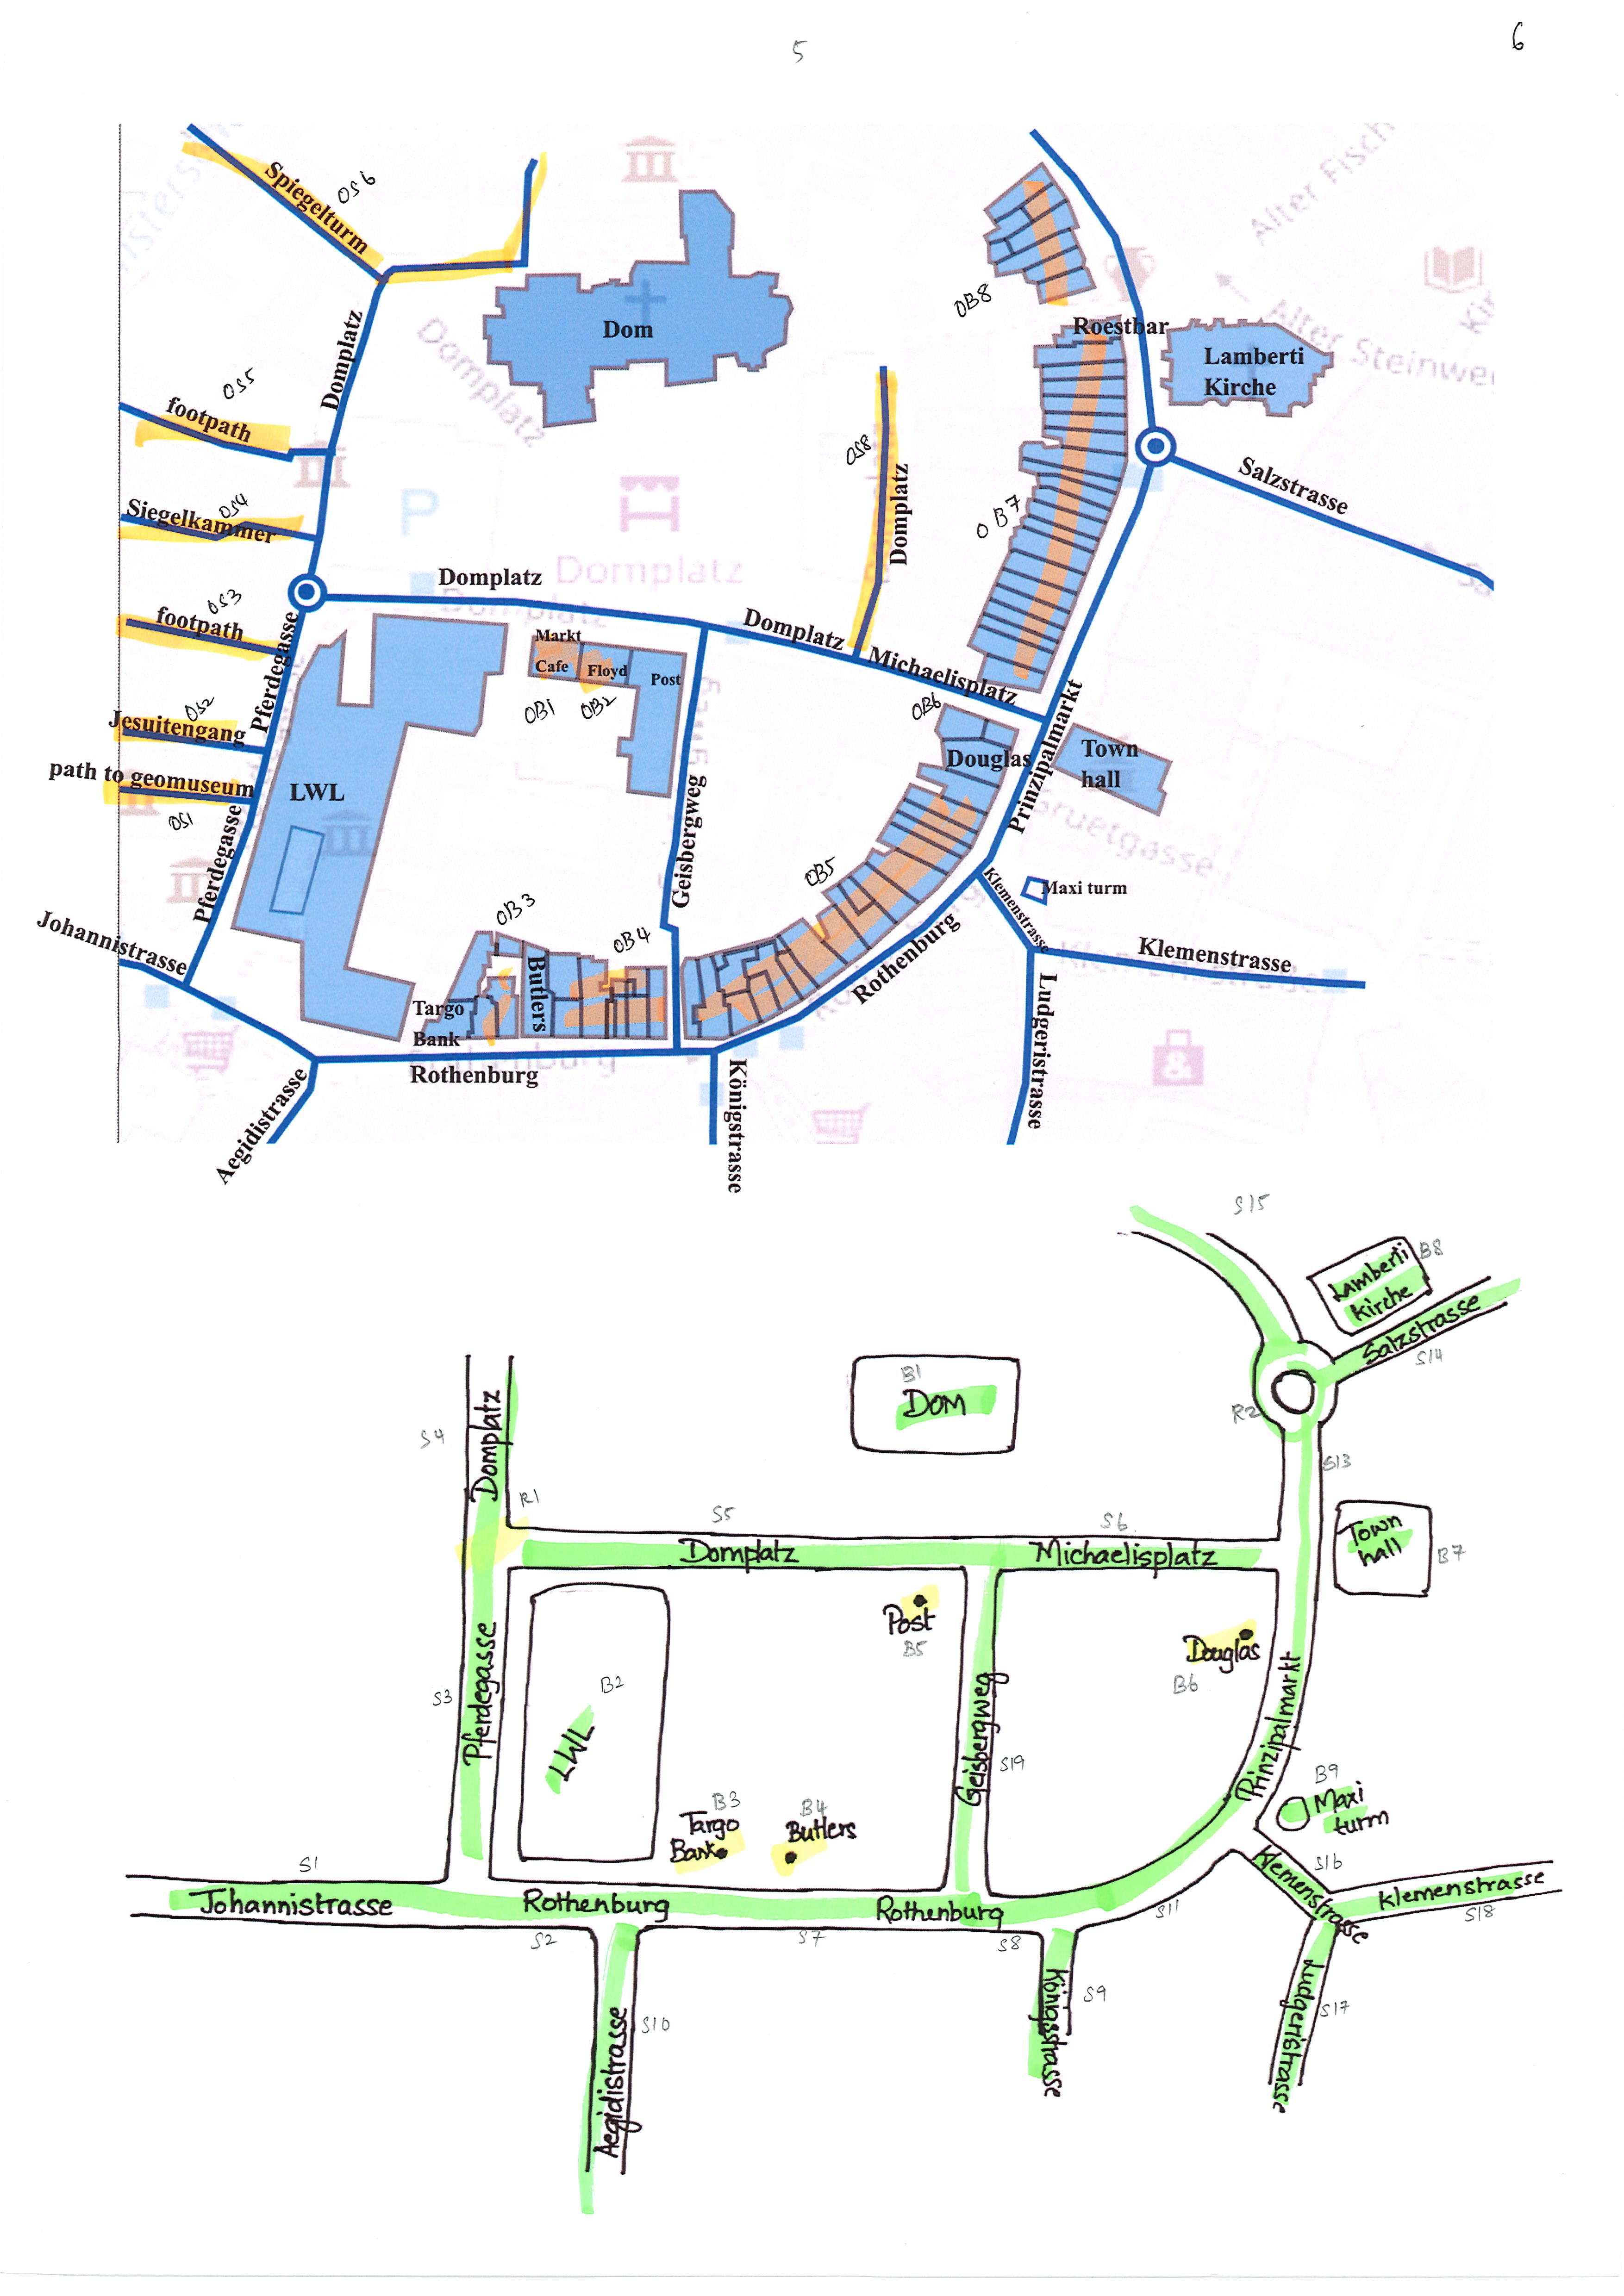 5
6
Spiegelturm
OS6
Domplatz
Dom
Domplatz
OB8
Roestbar
Lamberti
Kirche
Alter Fisch
Alter Steinwe
footpath
OS5
Siegelkammer
OS4
OS8
Domplatz
OB7
Salzstrasse
P
Domplatz
Domplatz
footpath
OS3
Pferdegasse
Domplatz
Michaelisplatz
Markt
Cafe
Floyd
Post
OB1
OB2
OB6
Jesuitengang
OS2
path to geomuseum
OS1
LWL
Douglas
Town
hall
Prinzipalmarkt
Gruetgasse
Pferdegasse
Geisbergweg
OB5
Klemenstrasse
Maxi turm
Johannistrasse
OB3
OB4
Butlers
Targo
Bank
Rothenburg
Klemenstrasse
Ludgeristrasse
Rothenburg
Aegidistrasse
Königstrasse
S15
Lamberti
Kirche
B8
Salzstrasse
S14
B1
DOM
R2
S4
Domplatz
S13
R1
S5
S6
Domplatz
Michaelisplatz
Town
hall
B7
Post
B5
Douglas
B6
Pferdegasse
S3
B2
LWL
Geisbergweg
S19
Prinzipalmarkt
B3
Targo
Bank
B4
Butlers
B9
Maxi
turm
S1
Johannistrasse
Rothenburg
Rothenburg
S16
Klemenstrasse
Klemenstrasse
S18
S2
S7
S8
S11
S9
Königsstrasse
S10
Aegidistrasse
S17
Ludgeristrasse